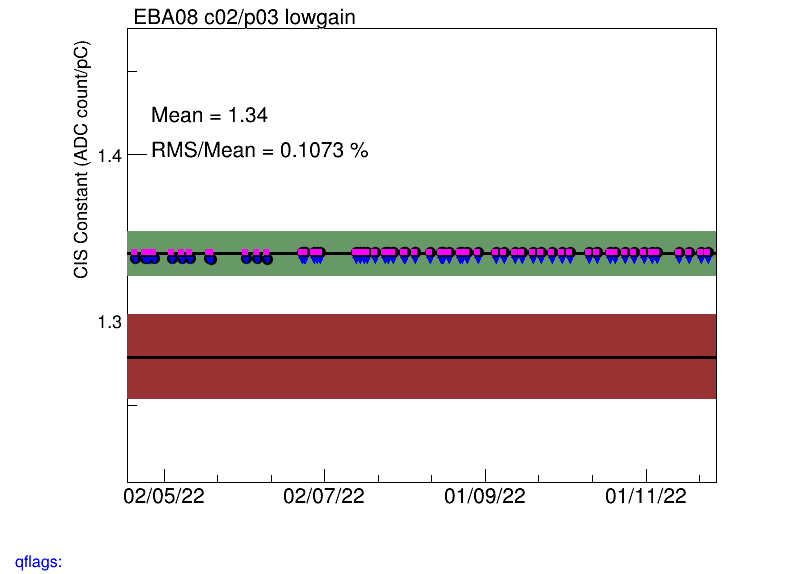 EBA08 c02/p03 lowgain
CIS Constant (ADC count/pC)
Mean = 1.34
RMS/Mean = 0.1073 %
1.4
1.3
02/05/22 02/07/22 01/09/22 01/11/22
qflags: